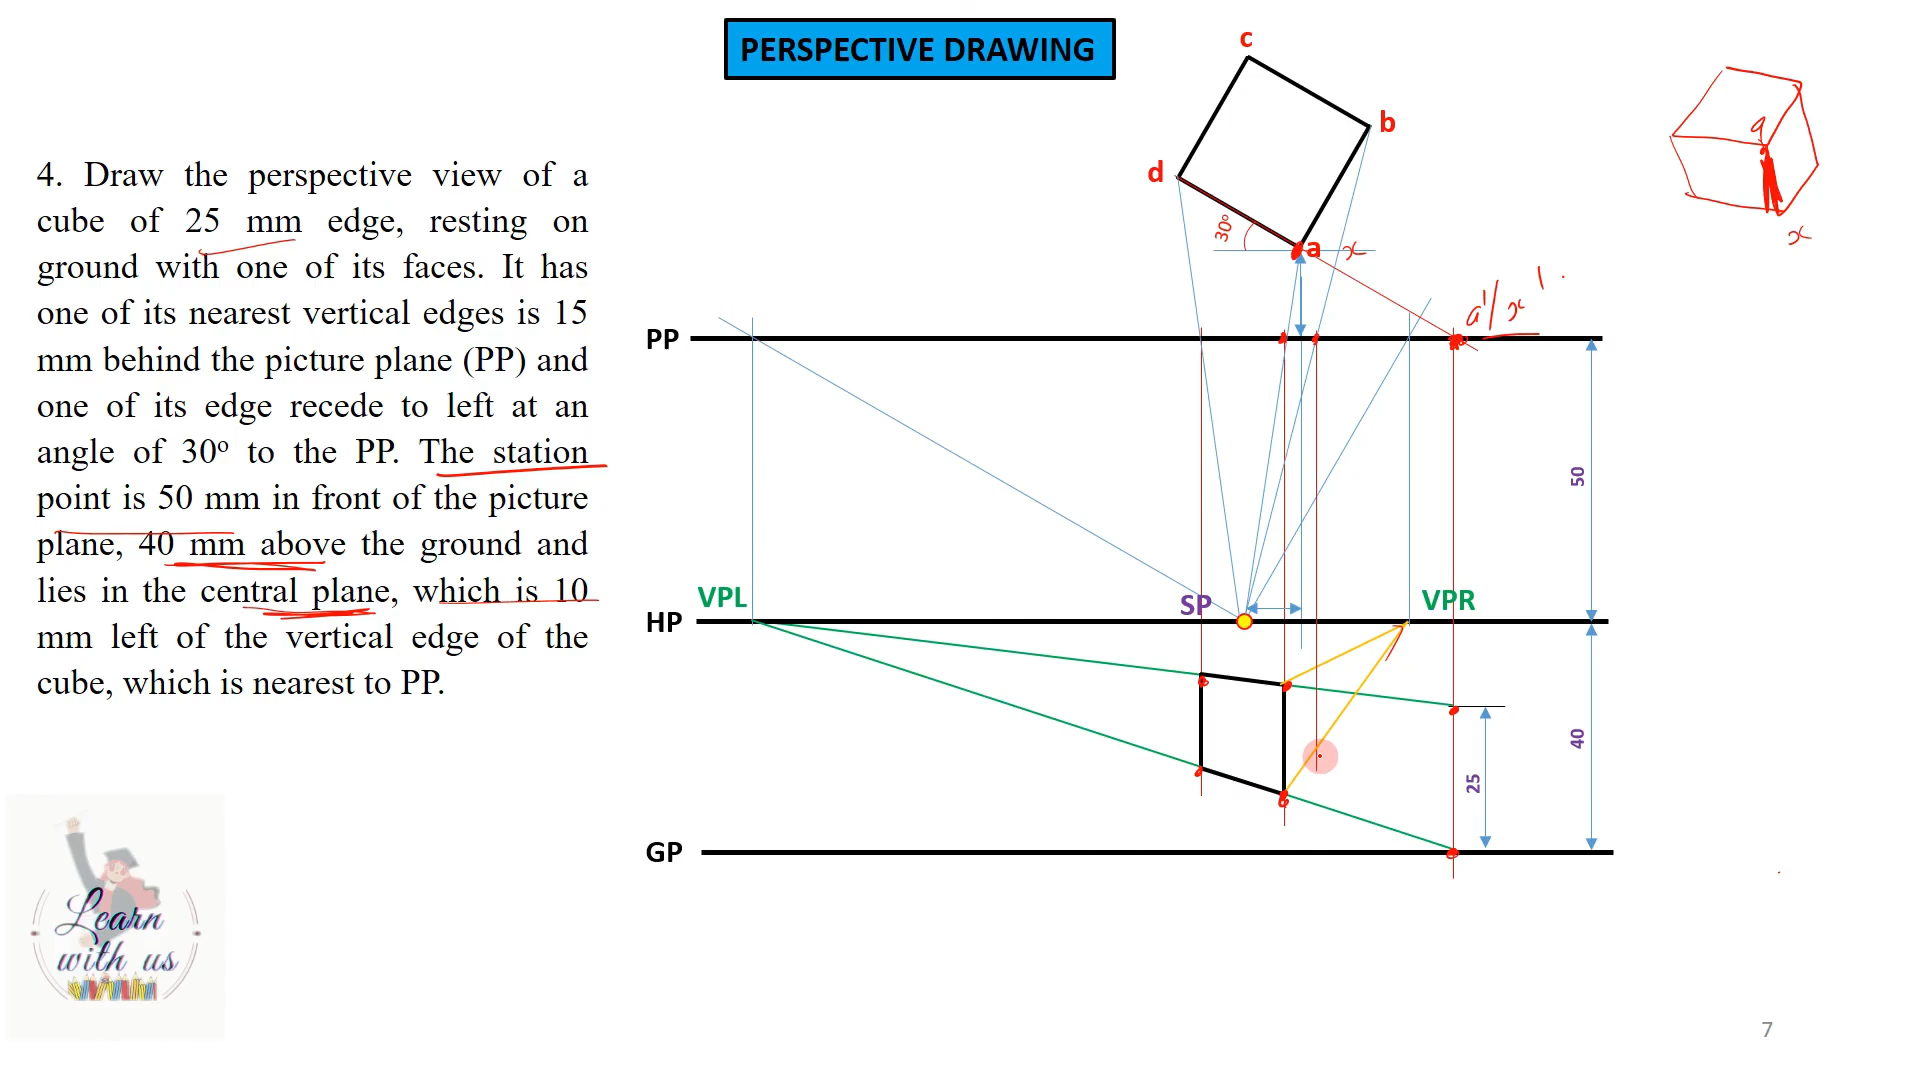 PERSPECTIVE DRAWING
4. Draw the perspective view of a
cube of 25 mm edge, resting on
ground with one of its faces. It has
one of its nearest vertical edges is 15
mm behind the picture plane (PP) and
one of its edge recede to left at an
angle of 30º to the PP. The station
point is 50 mm in front of the picture
plane, 40 mm above the ground and
lies in the central plane, which is 10
mm left of the vertical edge of the
cube, which is nearest to PP.
c
b
d
30º
a
x
a'/x'
x
PP
50
VPL
SP
VPR
HP
40
25
GP
Learn
with us
7